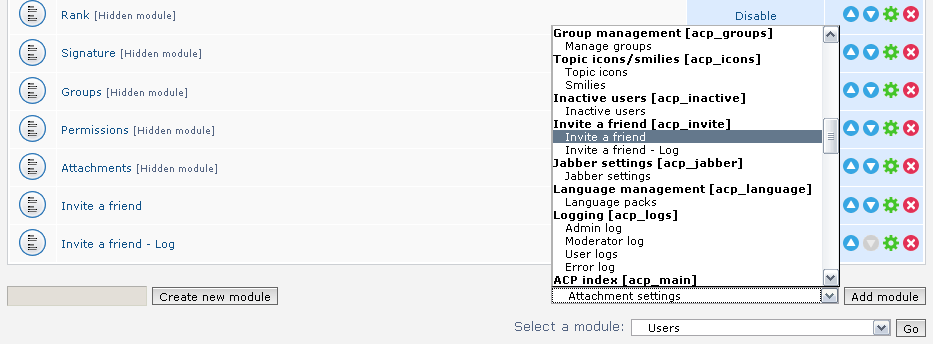 Rank [Hidden module]
Disable
Signature [Hidden module]
Groups [Hidden module]
Permissions [Hidden module]
Attachments [Hidden module]
Invite a friend
Invite a friend - Log
Group management [acp_groups]
Manage groups
Topic icons/smilies [acp_icons]
Topic icons
Smilies
Inactive users [acp_inactive]
Inactive users
Invite a friend [acp_invite]
Invite a friend
Invite a friend - Log
Jabber settings [acp_jabber]
Jabber settings
Language management [acp_language]
Language packs
Logging [acp_logs]
Admin log
Moderator log
User logs
Error log
ACP index [acp_main]
Create new module
Attachment settings
Add module
Select a module: Users
Go